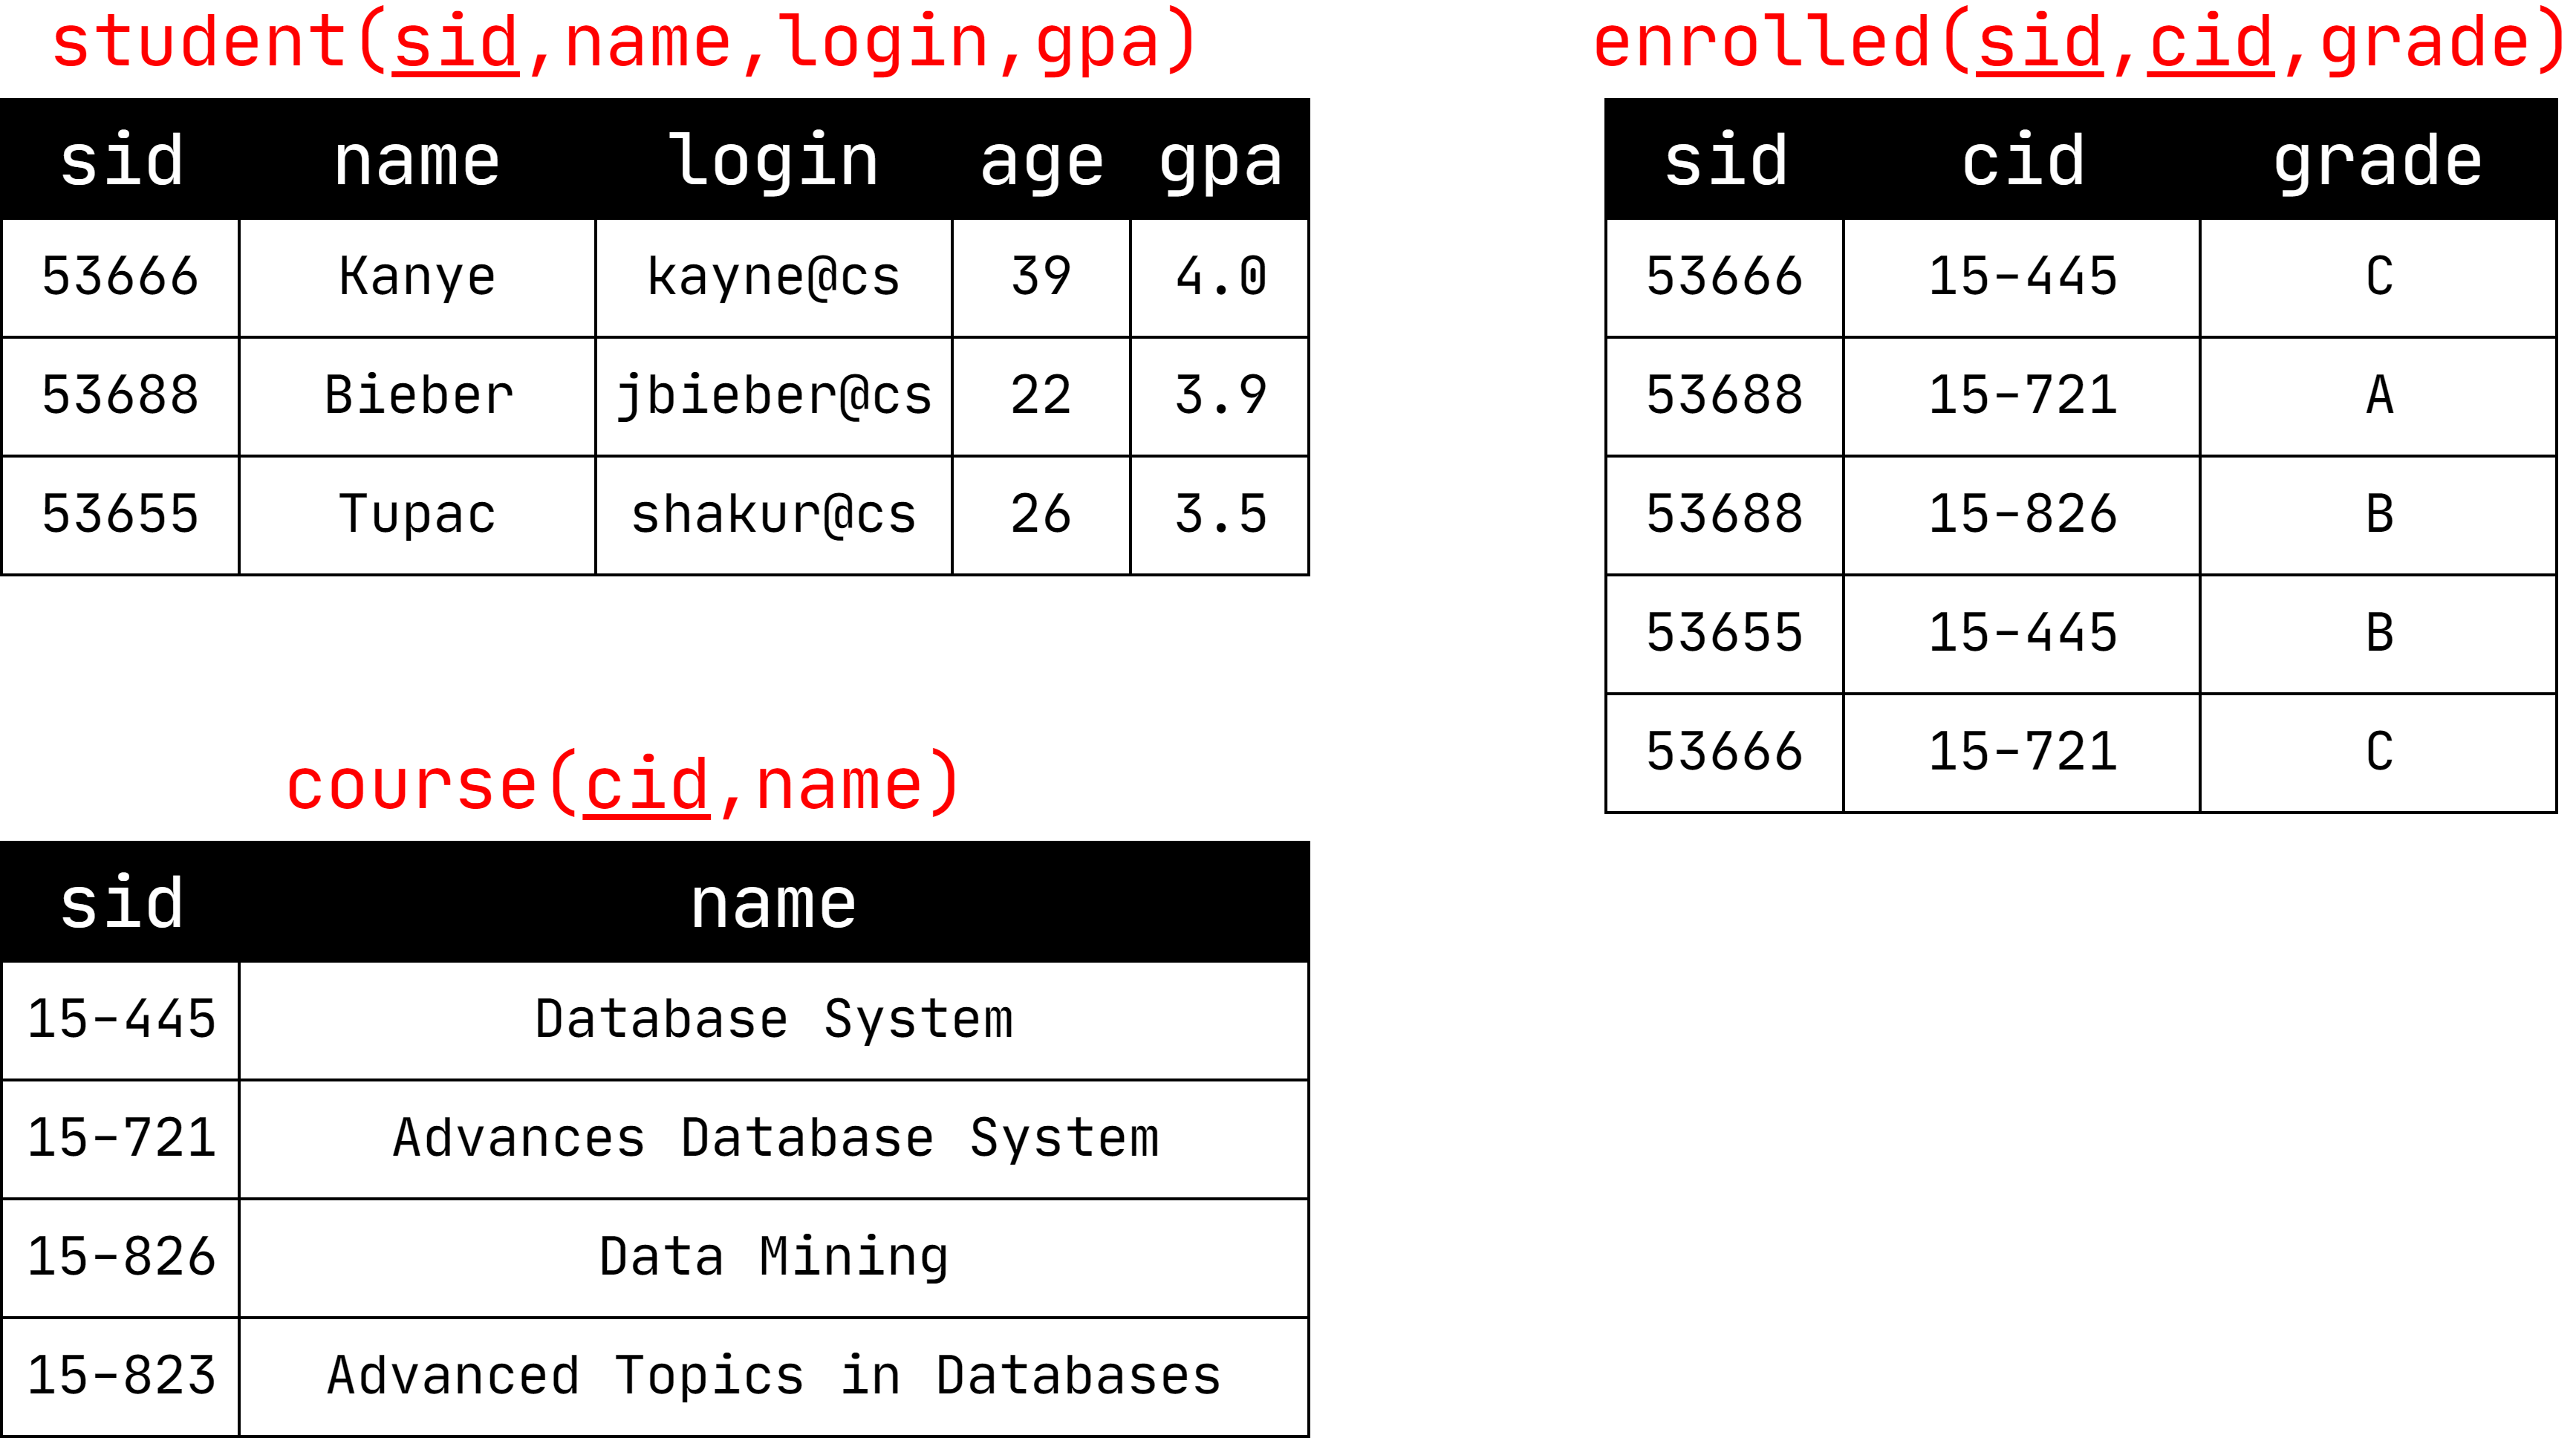 student(sid,name,login,gpa)
sid name login age gpa
53666 Kanye kayne@cs 39 4.0
53688 Bieber jbieber@cs 22 3.9
53655 Tupac shakur@cs 26 3.5
enrolled(sid,cid,grade)
sid cid grade
53666 15-445 C
53688 15-721 A
53688 15-826 B
53655 15-445 B
53666 15-721 C
course(cid,name)
sid name
15-445 Database System
15-721 Advances Database System
15-826 Data Mining
15-823 Advanced Topics in Databases